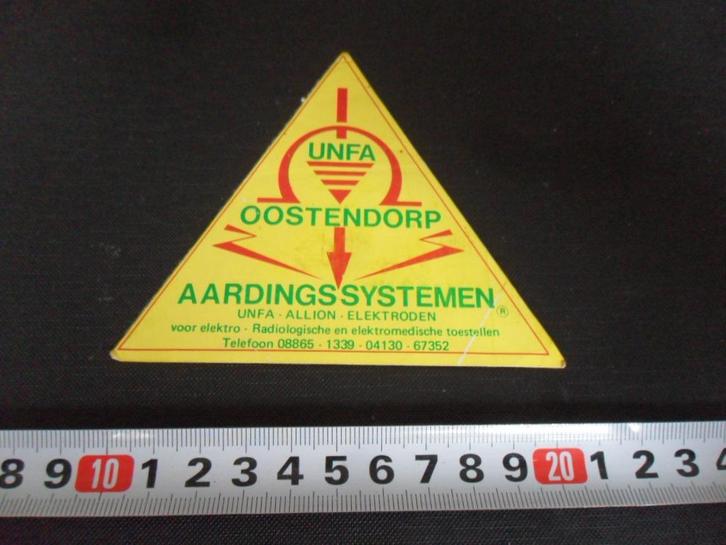 UNFA
OOSTENDORP
AARDINGSSYSTEMEN ®
UNFA · ALLION · ELEKTRODEN
voor elektro · Radiologische en elektromedische toestellen
Telefoon 08865 · 1339 · 04130 · 67352
8 9 10 1 2 3 4 5 6 7 8 9 20 1 2 3 4